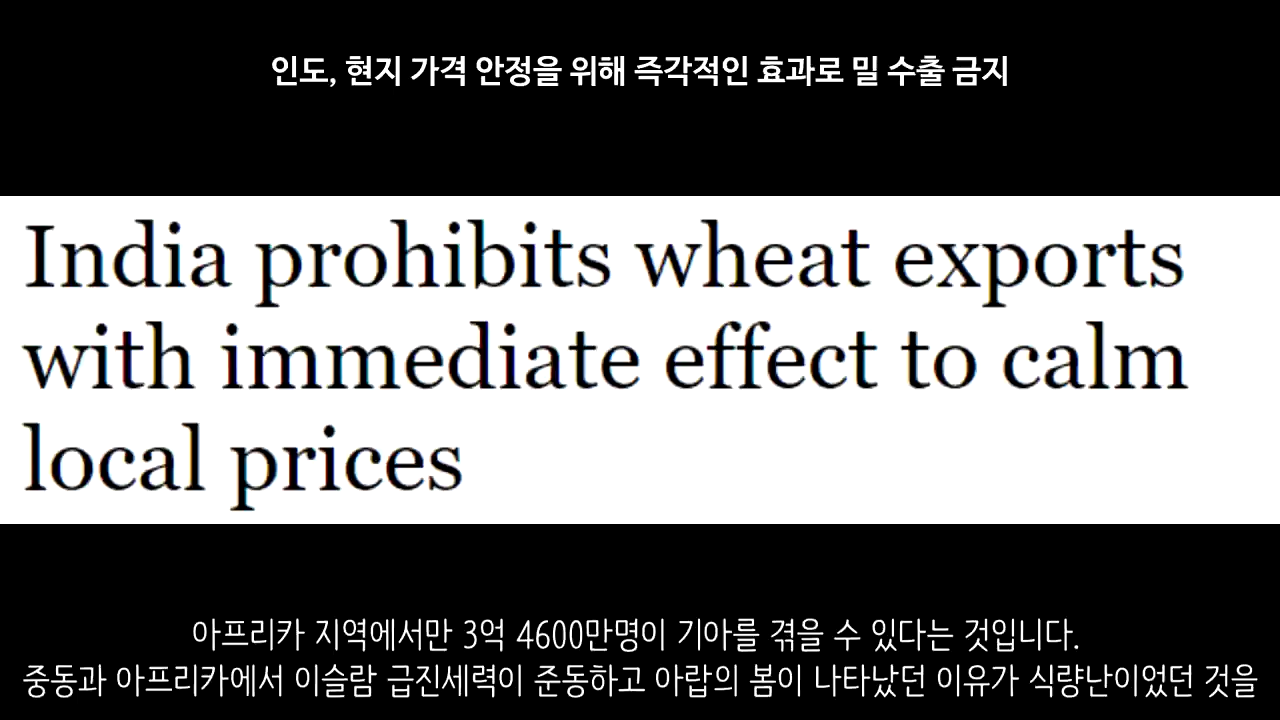 인도, 현지 가격 안정을 위해 즉각적인 효과로 밀 수출 금지
India prohibits wheat exports
with immediate effect to calm
local prices
아프리카 지역에서만 3억 4600만명이 기아를 겪을 수 있다는 것입니다.
중동과 아프리카에서 이슬람 급진세력이 준동하고 아랍의 봄이 나타났던 이유가 식량난이었던 것을